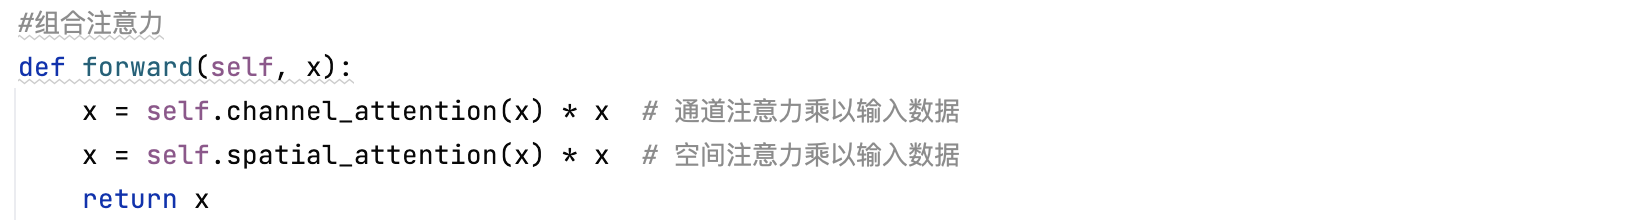 #组合注意力
def forward(self, x):
    x = self.channel_attention(x) * x  # 通道注意力乘以输入数据
    x = self.spatial_attention(x) * x  # 空间注意力乘以输入数据
    return x